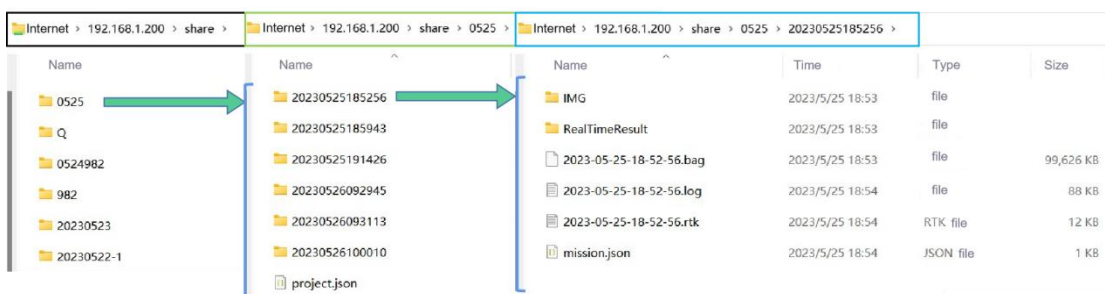 Internet > 192.168.1.200 > share >
Name
0525
Q
0524982
982
20230523
20230522-1
Internet > 192.168.1.200 > share > 0525 >
Name
20230525185256
20230525185943
20230525191426
20230526092945
20230526093113
20230526100010
project.json
Internet > 192.168.1.200 > share > 0525 > 20230525185256 >
Name Time Type Size
IMG 2023/5/25 18:53 file
RealTimeResult 2023/5/25 18:53 file
2023-05-25-18-52-56.bag 2023/5/25 18:53 file 99,626 KB
2023-05-25-18-52-56.log 2023/5/25 18:54 file 88 KB
2023-05-25-18-52-56.rtk 2023/5/25 18:54 RTK file 12 KB
mission.json 2023/5/25 18:54 JSON file 1 KB